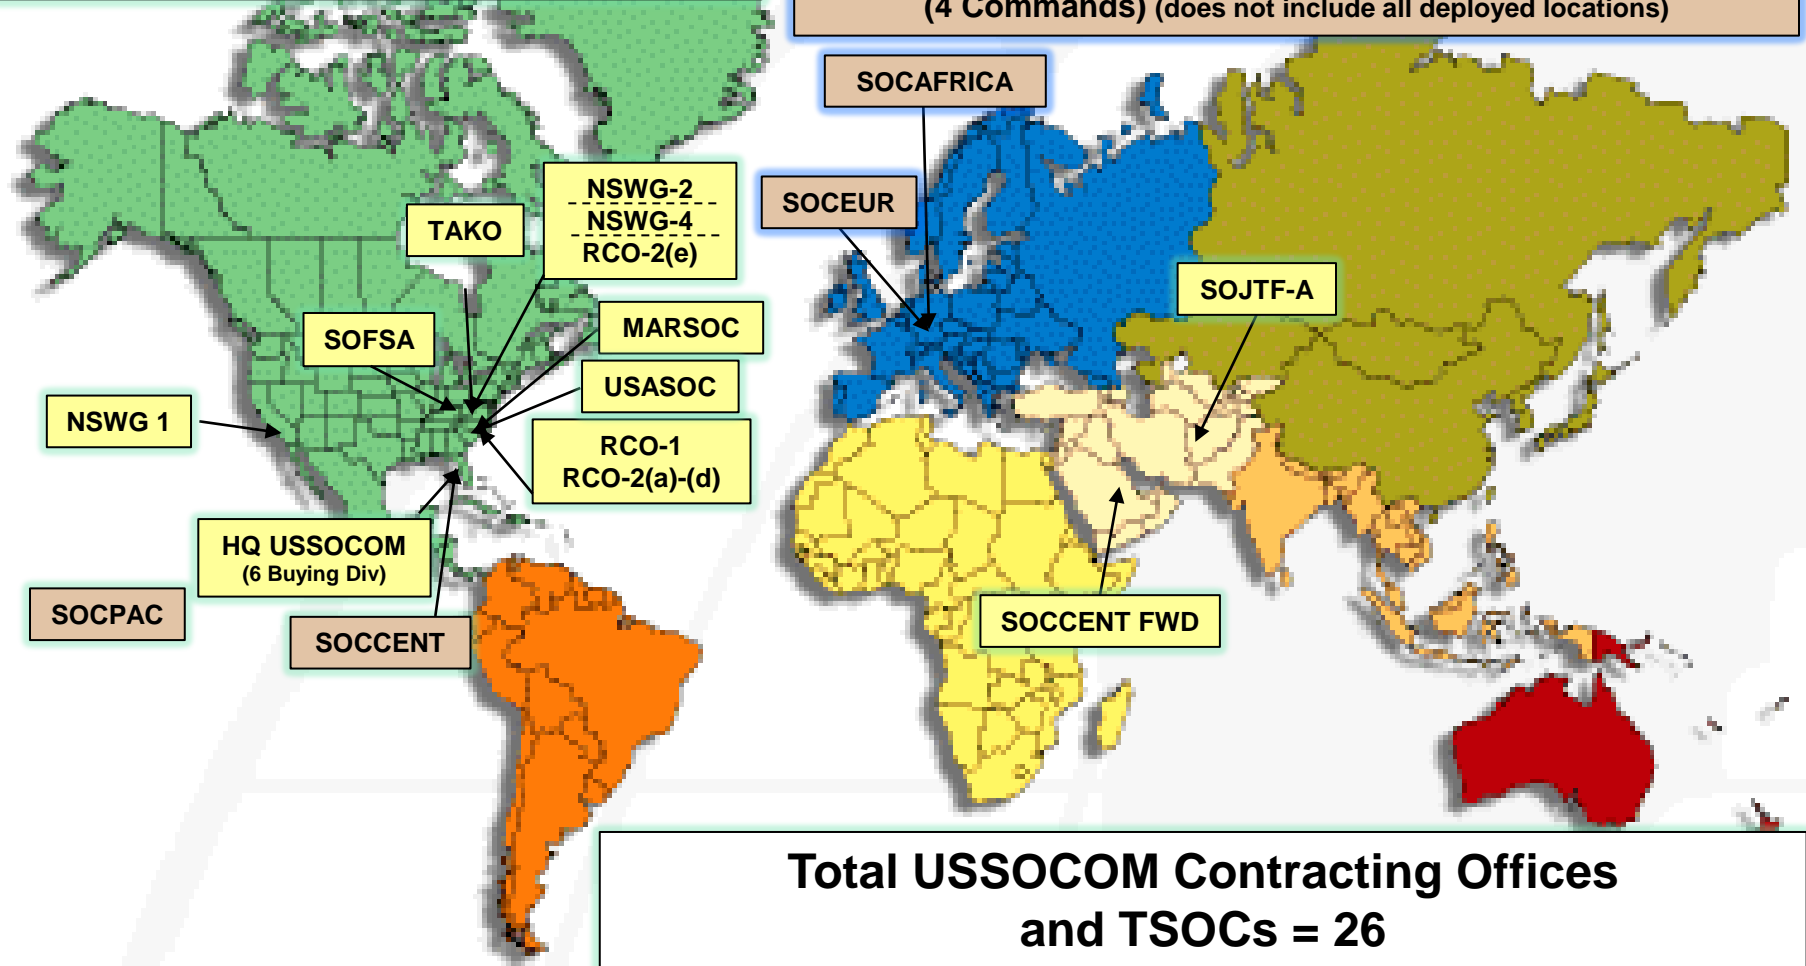 (4 Commands) (does not include all deployed locations)
SOCAFRICA
SOCEUR
NSWG-2
NSWG-4
RCO-2(e)
TAKO
SOJTF-A
SOFSA
MARSOC
USASOC
NSWG 1
RCO-1
RCO-2(a)-(d)
HQ USSOCOM
(6 Buying Div)
SOCPAC
SOCCENT
SOCCENT FWD
Total USSOCOM Contracting Offices
and TSOCs = 26